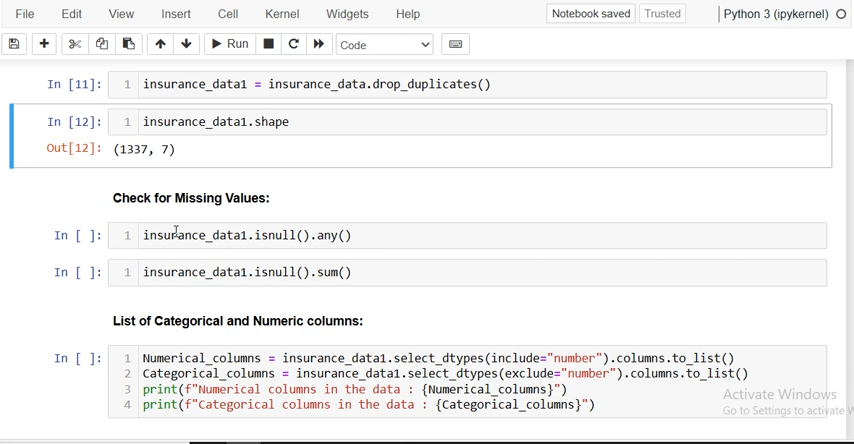 File Edit View Insert Cell Kernel Widgets Help Notebook saved Trusted Python 3 (ipykernel)
Run Code
In [11]: 1 insurance_data1 = insurance_data.drop_duplicates()
In [12]: 1 insurance_data1.shape
Out[12]: (1337, 7)
Check for Missing Values:
In [ ]: 1 insurance_data1.isnull().any()
In [ ]: 1 insurance_data1.isnull().sum()
List of Categorical and Numeric columns:
In [ ]: 1 Numerical_columns = insurance_data1.select_dtypes(include="number").columns.to_list()
2 Categorical_columns = insurance_data1.select_dtypes(exclude="number").columns.to_list()
3 print(f"Numerical columns in the data : {Numerical_columns}")
4 print(f"Categorical columns in the data : {Categorical_columns}")
Activate Windows
Go to Settings to activate W